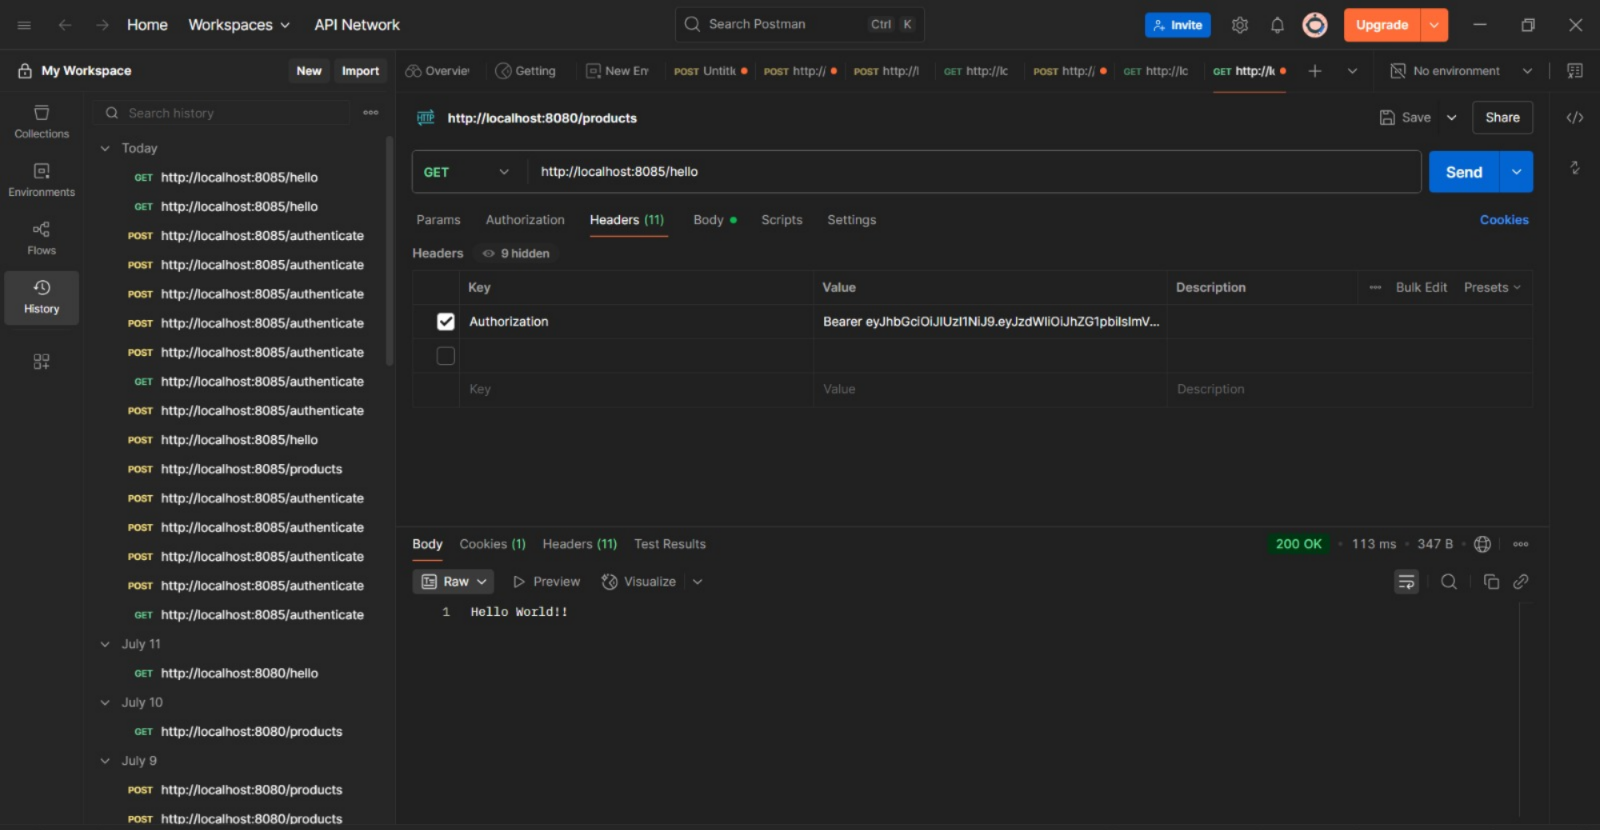 Home Workspaces API Network Search Postman Ctrl K Invite Upgrade
My Workspace New Import Overvie Getting New En POST Untitl POST http:/ POST http://l GET http://lc POST http:/ GET http://lc GET http://l No environment
Search history
HTTP http://localhost:8080/products Save Share
Collections
Environments
Flows
History
Today
GET http://localhost:8085/hello
GET http://localhost:8085/hello
POST http://localhost:8085/authenticate
POST http://localhost:8085/authenticate
POST http://localhost:8085/authenticate
POST http://localhost:8085/authenticate
POST http://localhost:8085/authenticate
GET http://localhost:8085/authenticate
POST http://localhost:8085/authenticate
POST http://localhost:8085/hello
POST http://localhost:8085/products
POST http://localhost:8085/authenticate
POST http://localhost:8085/authenticate
POST http://localhost:8085/authenticate
POST http://localhost:8085/authenticate
GET http://localhost:8085/authenticate
July 11
GET http://localhost:8080/hello
July 10
GET http://localhost:8080/products
July 9
POST http://localhost:8080/products
POST http://localhost:8080/products
GET http://localhost:8085/hello Send
Params Authorization Headers (11) Body Scripts Settings Cookies
Headers 9 hidden
Key Value Description Bulk Edit Presets
Authorization Bearer eyJhbGciOiJIUzI1NiJ9.eyJzdWIiOiJhZG1pbiIsImV...
Key Value Description
Body Cookies (1) Headers (11) Test Results 200 OK 113 ms 347 B
Raw Preview Visualize
1 Hello World!!